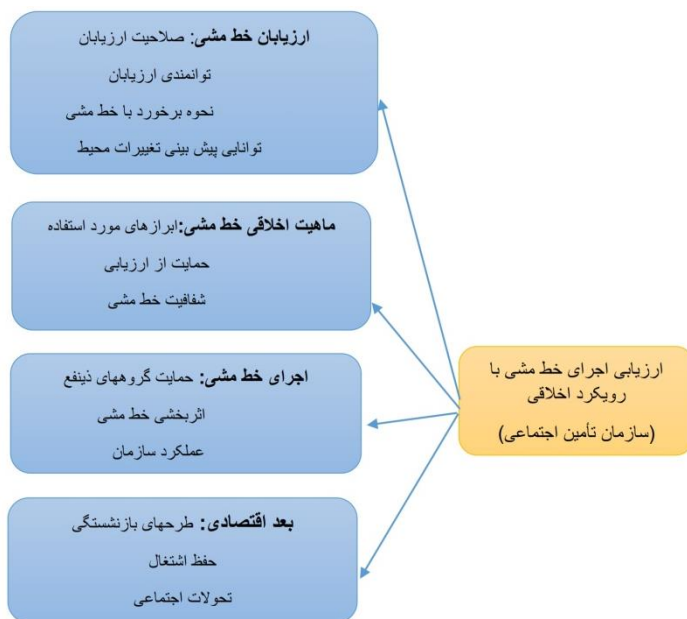 ارزیابان خط مشی: صلاحیت ارزیابان
توانمندی ارزیابان
نحوه برخورد با خط مشی
توانایی پیش بینی تغییرات محیط
ماهیت اخلاقی خط مشی:ابرازهای مورد استفاده
حمایت از ارزیابی
شفافیت خط مشی
اجرای خط مشی: حمایت گروههای ذینفع
اثربخشی خط مشی
عملکرد سازمان
بعد اقتصادی: طرحهای بازنشستگی
حفظ اشتغال
تحولات اجتماعی
ارزیابی اجرای خط مشی با
رویکرد اخلاقی
(سازمان تأمین اجتماعی)